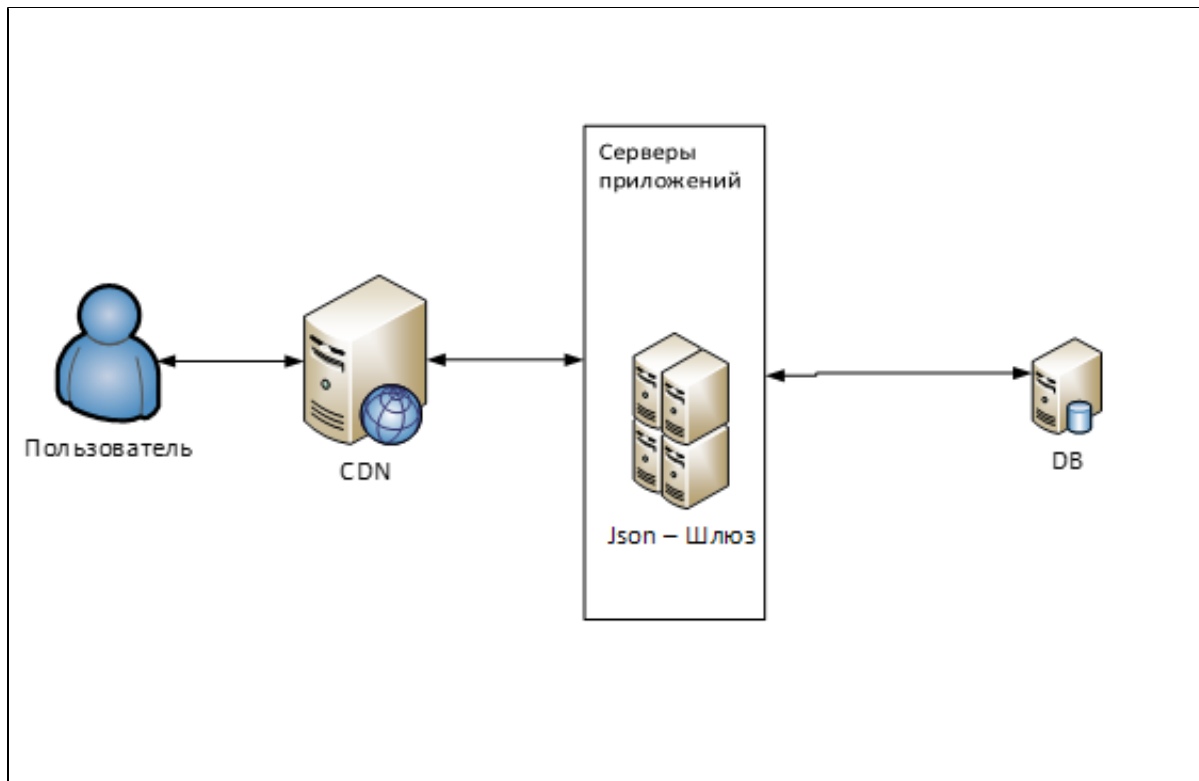 Серверы
приложений
Пользователь
CDN
Json – Шлюз
DB